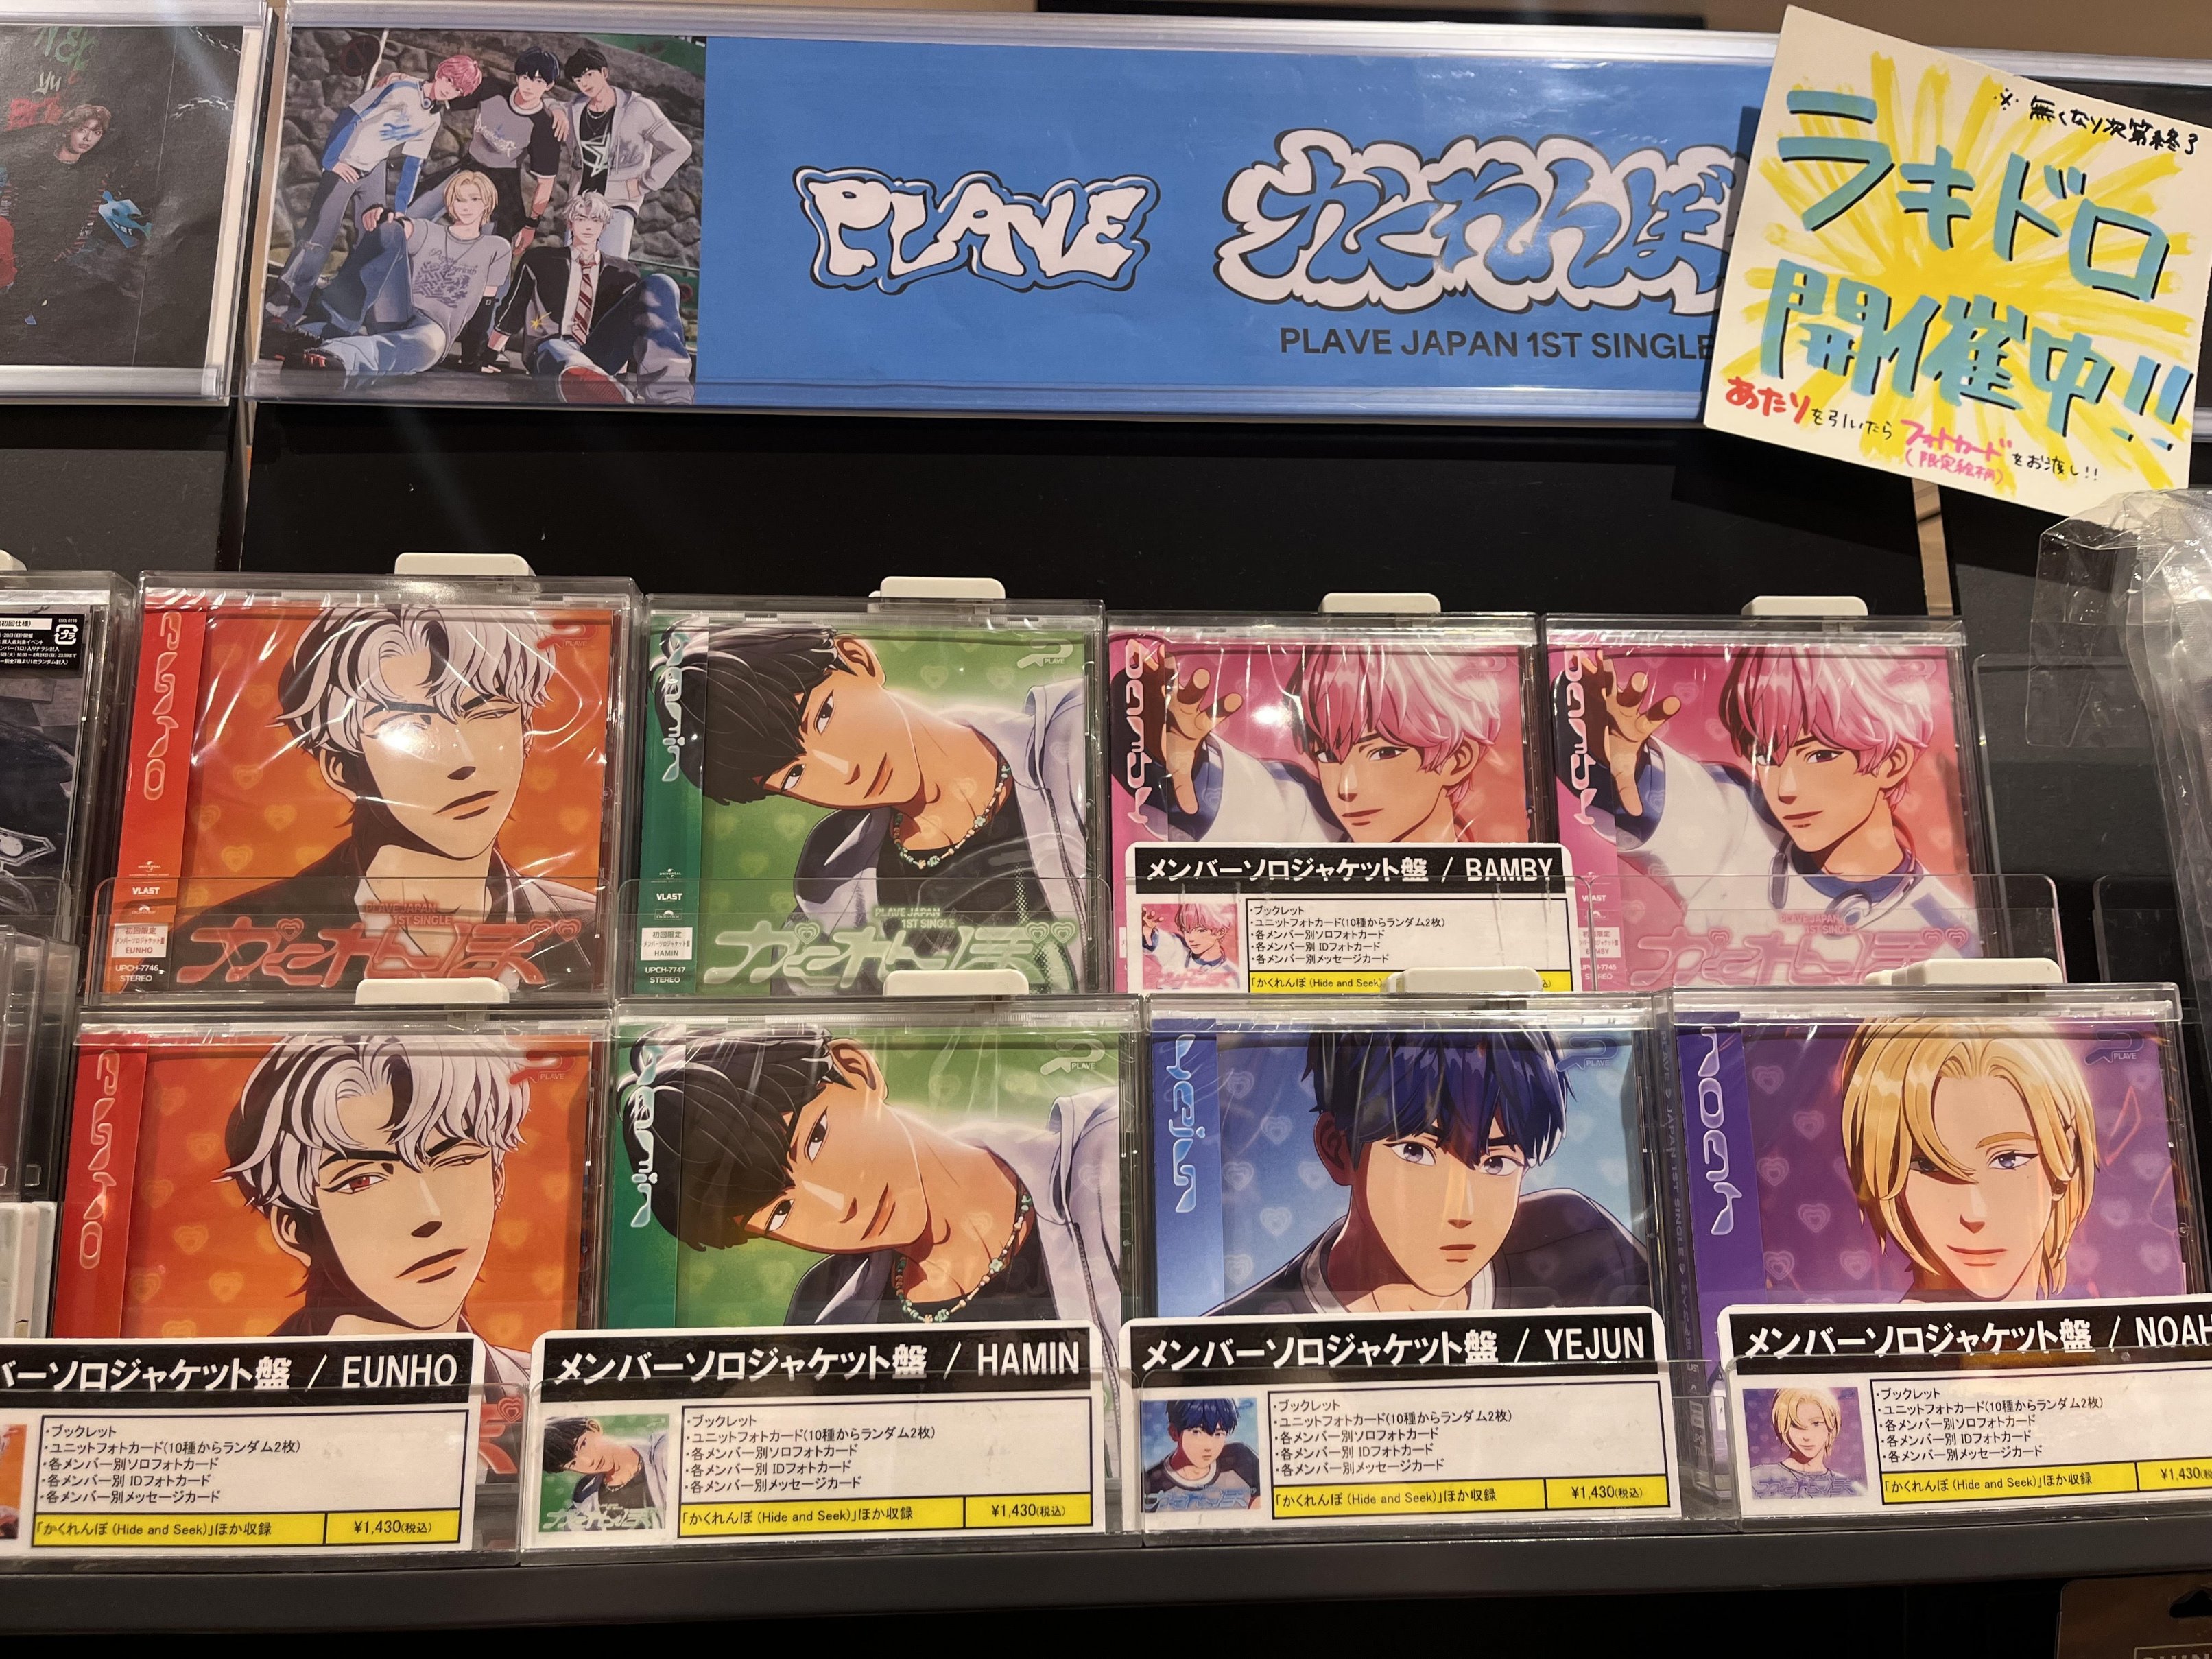 PLAVE
かくれんぼ
PLAVE JAPAN 1ST SINGLE
※無くなり次第終了
ラキドロ
開催中!!
あたりを引いたらフォトカードをお渡し!!
(限定絵柄)
PLAVE
VLAST
初回限定
メンバーソロジャケット盤
EUNHO
UPCH-7746
STEREO
PLAVE JAPAN
1ST SINGLE
かくれんぼ
Hamin
PLAVE
VLAST
初回限定
メンバーソロジャケット盤
HAMIN
UPCH-7747
STEREO
PLAVE JAPAN
1ST SINGLE
かくれんぼ
PLAVE
メンバーソロジャケット盤 / BAMBY
・ブックレット
・ユニットフォトカード(10種からランダム2枚)
・各メンバー別ソロフォトカード
・各メンバー別 IDフォトカード
・各メンバー別メッセージカード
「かくれんぼ (Hide and Seek)
PLAVE JAPAN
1ST SINGLE
かくれんぼ
UPCH-7745
STEREO
PLAVE
バーソロジャケット盤 / EUNHO
・ブックレット
・ユニットフォトカード(10種からランダム2枚)
・各メンバー別ソロフォトカード
・各メンバー別 IDフォトカード
・各メンバー別メッセージカード
「かくれんぼ (Hide and Seek)」ほか収録
¥1,430(税込)
Hamin
PLAVE
メンバーソロジャケット盤 / HAMIN
・ブックレット
・ユニットフォトカード(10種からランダム2枚)
・各メンバー別ソロフォトカード
・各メンバー別 IDフォトカード
・各メンバー別メッセージカード
「かくれんぼ (Hide and Seek)」ほか収録
¥1,430(税込)
Yejun
PLAVE
メンバーソロジャケット盤 / YEJUN
・ブックレット
・ユニットフォトカード(10種からランダム2枚)
・各メンバー別ソロフォトカード
・各メンバー別 IDフォトカード
・各メンバー別メッセージカード
「かくれんぼ (Hide and Seek)」ほか収録
¥1,430(税込)
Noah
PLAVE
メンバーソロジャケット盤 / NOAH
・ブックレット
・ユニットフォトカード(10種からランダム2枚)
・各メンバー別ソロフォトカード
・各メンバー別 IDフォトカード
・各メンバー別メッセージカード
「かくれんぼ (Hide and Seek)」ほか収録
¥1,430(税